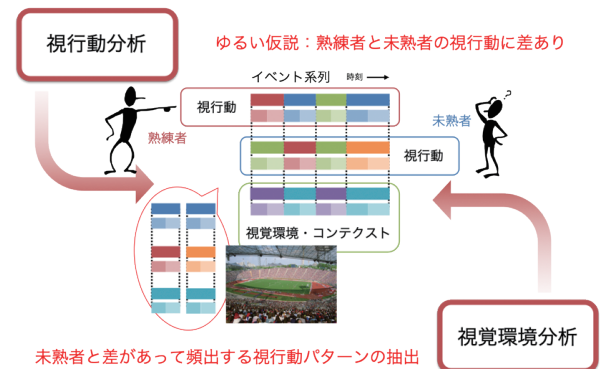 視行動分析
ゆるい仮説：熟練者と未熟者の視行動に差あり
イベント系列 時刻
視行動
熟練者
未熟者
視行動
視覚環境・コンテクスト
視覚環境分析
未熟者と差があって頻出する視行動パターンの抽出